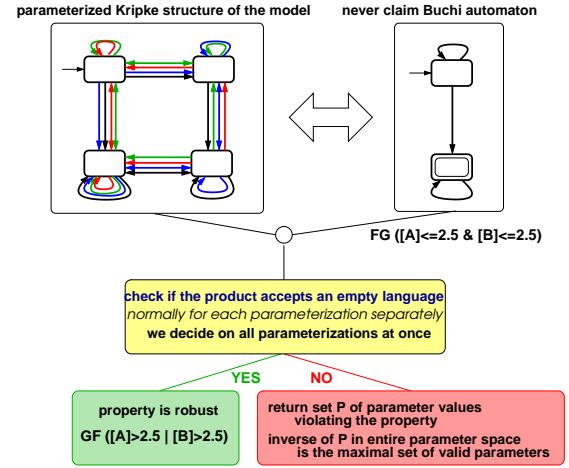 parameterized Kripke structure of the model
never claim Buchi automaton
FG ([A]<=2.5 & [B]<=2.5)
check if the product accepts an empty language
normally for each parameterization separately
we decide on all parameterizations at once
YES
NO
property is robust
GF ([A]>2.5 | [B]>2.5)
return set P of parameter values
violating the property
inverse of P in entire parameter space
is the maximal set of valid parameters